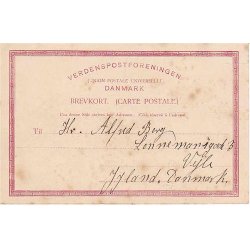 VERDENSPOSTFORENINGEN
(UNION POSTALE UNIVERSELLE)
DANMARK
BREVKORT. (CARTE POSTALE)
Til Hr. Alfred Berg
Vejle
Jylland. Danmark.